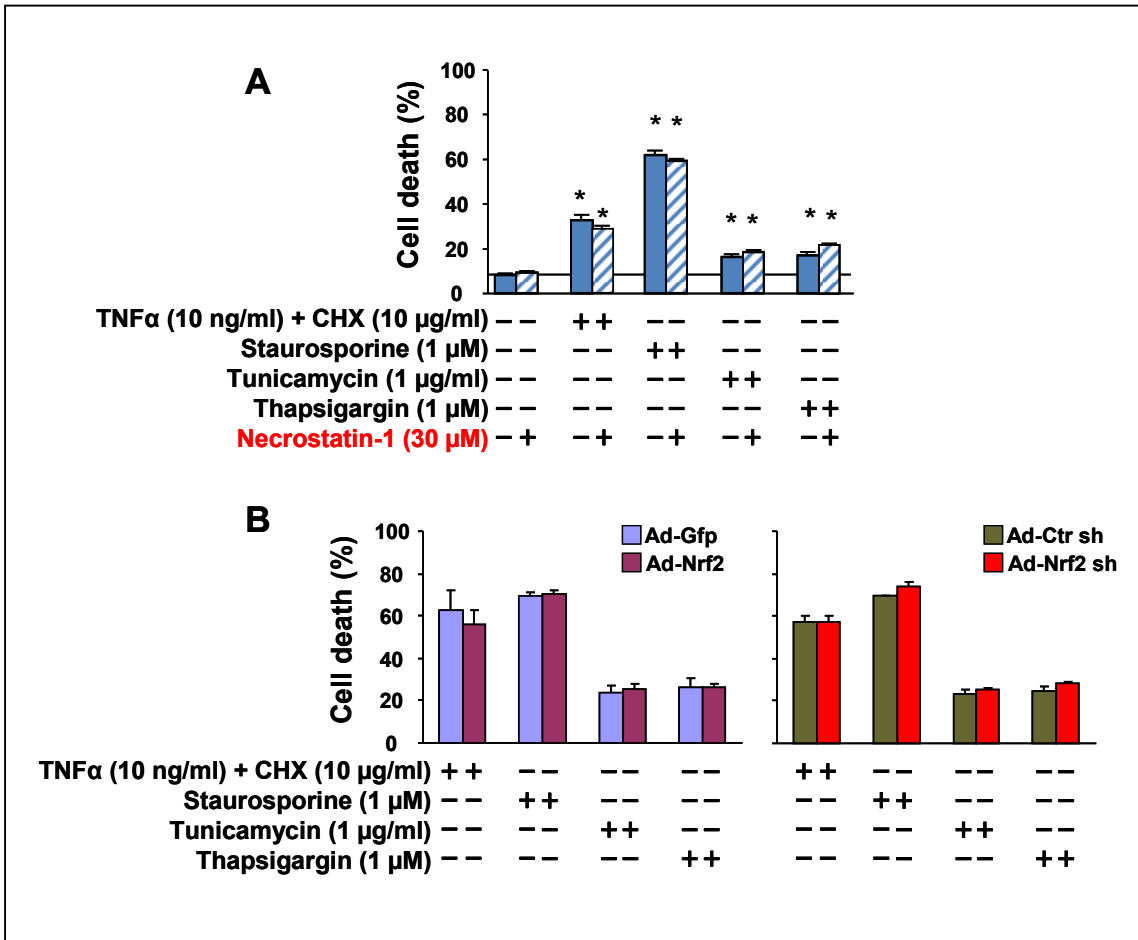 A
Cell death (%)
100
80
60
40
20
0
* * * * * * * *
TNFα (10 ng/ml) + CHX (10 µg/ml) – – + + – – – – – –
Staurosporine (1 µM) – – – – + + – – – –
Tunicamycin (1 µg/ml) – – – – – – + + – –
Thapsigargin (1 µM) – – – – – – – – + +
Necrostatin-1 (30 µM) – + – + – + – + – +
B
Cell death (%)
100
80
60
40
20
0
Ad-Gfp
Ad-Nrf2
Ad-Ctr sh
Ad-Nrf2 sh
TNFα (10 ng/ml) + CHX (10 µg/ml) + + – – – – – – + + – – – – – –
Staurosporine (1 µM) – – + + – – – – – – + + – – – –
Tunicamycin (1 µg/ml) – – – – + + – – – – – – + + – –
Thapsigargin (1 µM) – – – – – – + + – – – – – – + +